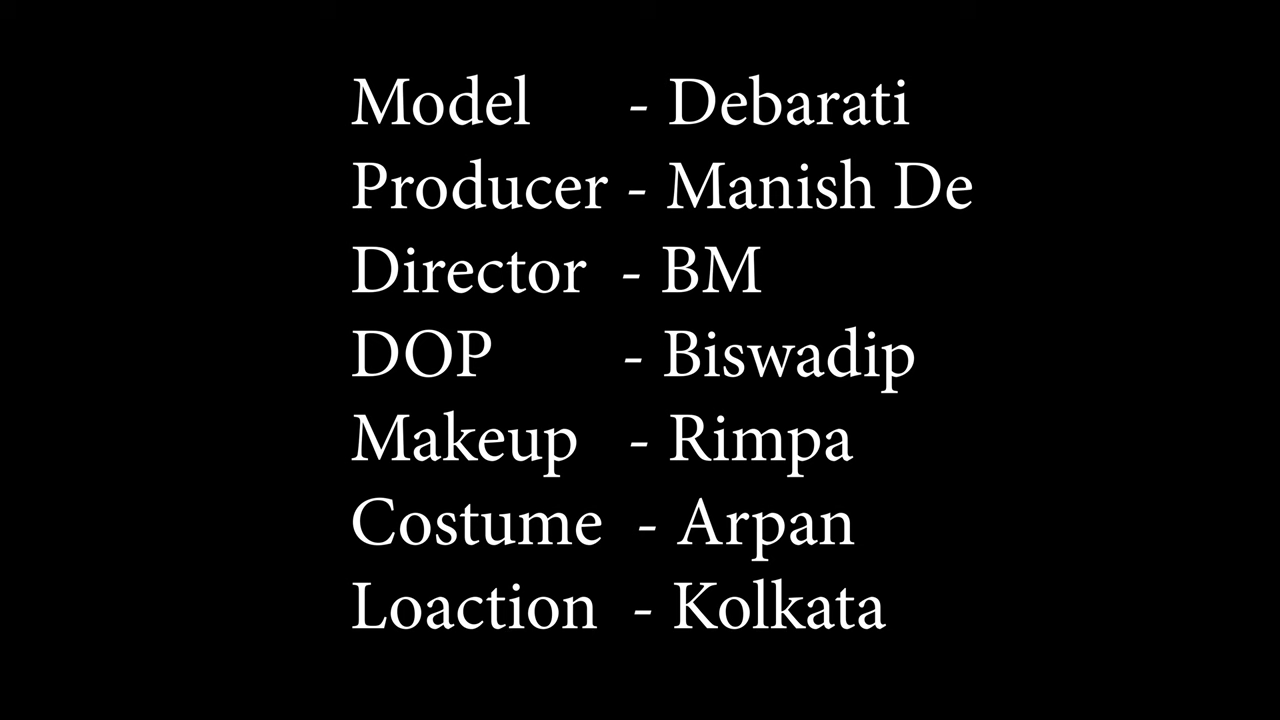 Model - Debarati
Producer - Manish De
Director - BM
DOP - Biswadip
Makeup - Rimpa
Costume - Arpan
Loaction - Kolkata